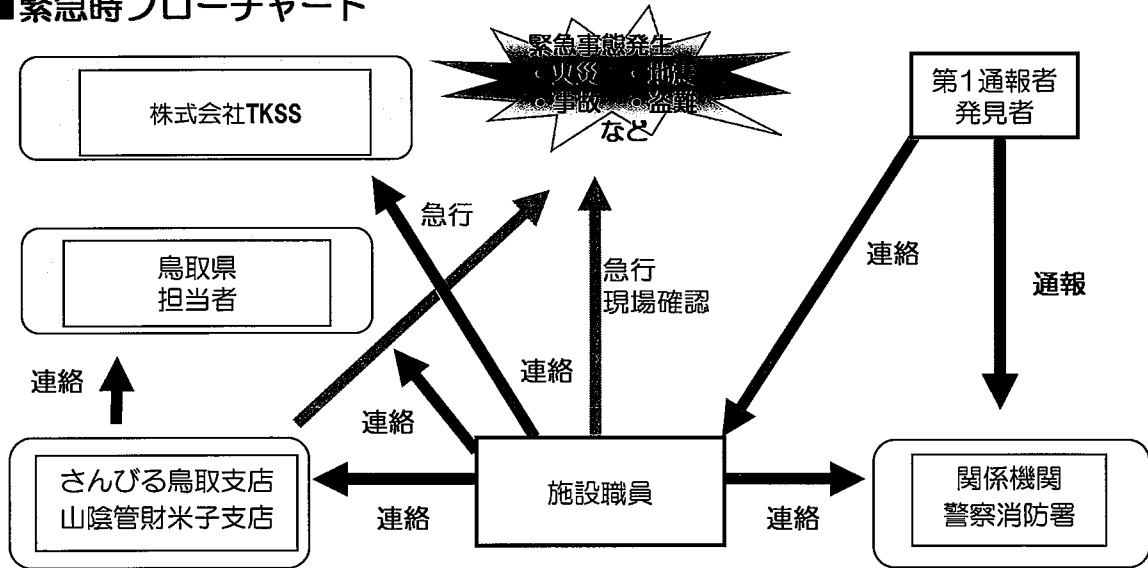 ■緊急時フローチャート
緊急事態発生
・火災 ・地震
・事故 ・盗難
など
株式会社TKSS
第1通報者
発見者
急行
連絡
鳥取県
担当者
急行
現場確認
通報
連絡
連絡
連絡
さんびる鳥取支店
山陰管財米子支店
連絡
施設職員
連絡
関係機関
警察消防署